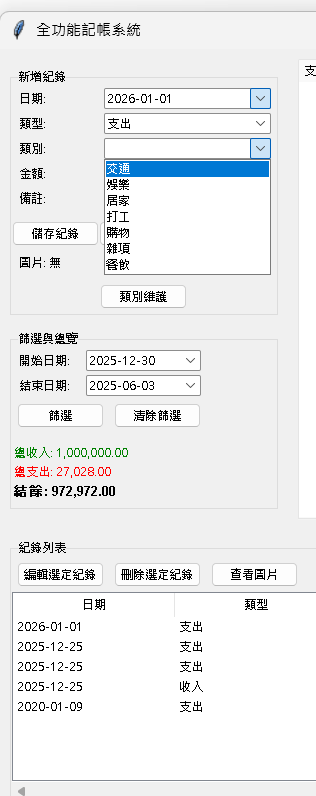 全功能記帳系統
新增紀錄
日期: 2026-01-01
類型: 支出
類別:
交通
娛樂
居家
打工
購物
雜項
餐飲
金額:
備註:
儲存紀錄
圖片: 無
類別維護
支
篩選與總覽
開始日期: 2025-12-30
結束日期: 2025-06-03
篩選 清除篩選
總收入: 1,000,000.00
總支出: 27,028.00
結餘: 972,972.00
紀錄列表
編輯選定紀錄 刪除選定紀錄 查看圖片
日期 類型
2026-01-01 支出
2025-12-25 支出
2025-12-25 支出
2025-12-25 收入
2020-01-09 支出